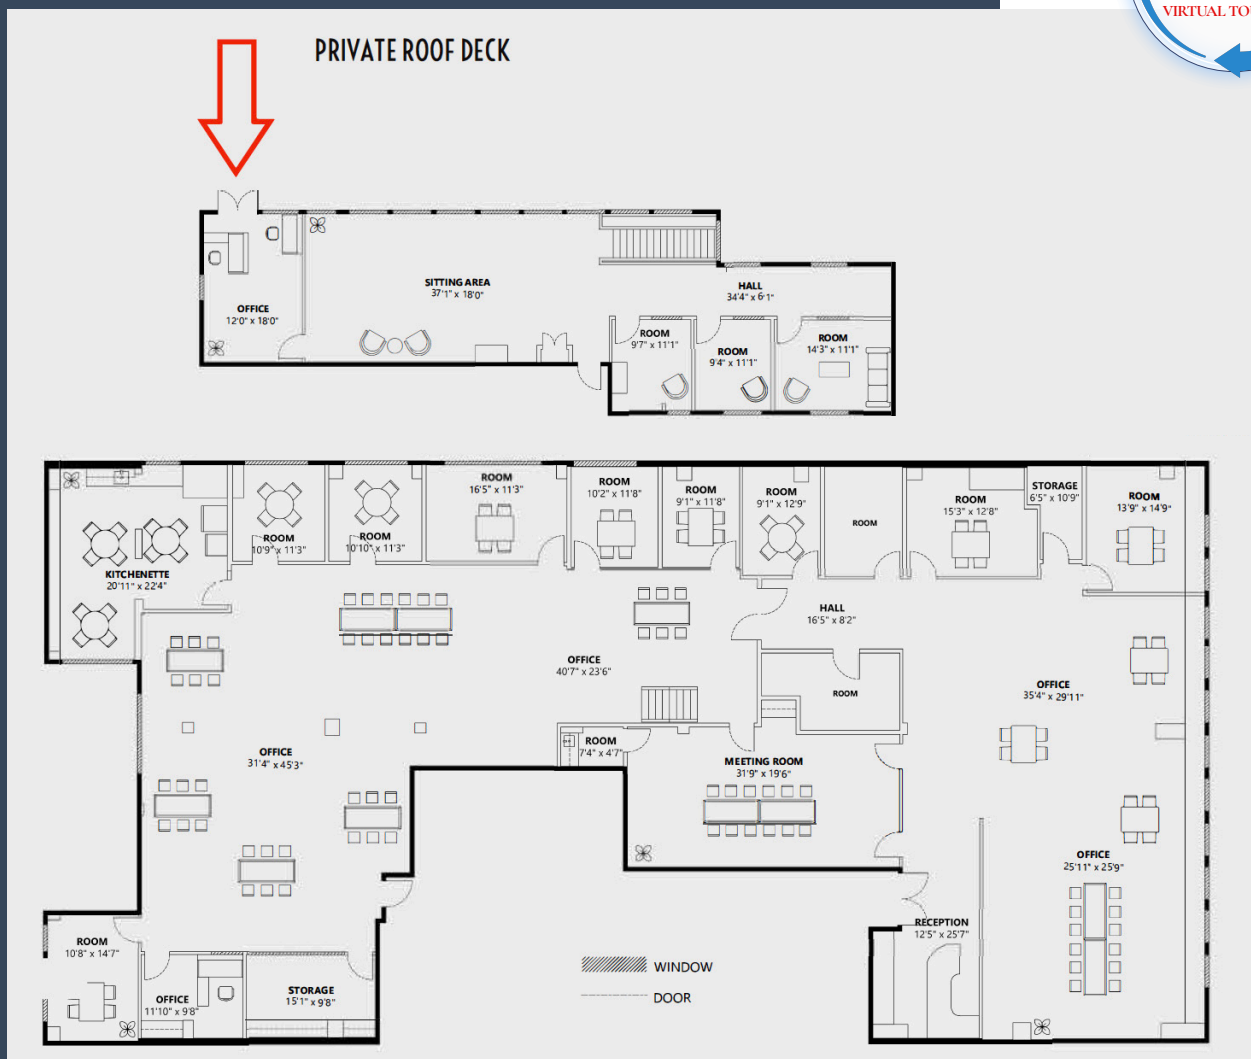 VIRTUAL TOU
PRIVATE ROOF DECK
OFFICE
12'0" x 18'0"
SITTING AREA
37'1" x 18'0"
HALL
34'4" x 6'1"
ROOM
9'7" x 11'1"
ROOM
9'4" x 11'1"
ROOM
14'3" x 11'1"
KITCHENETTE
20'11" x 22'4"
ROOM
10'9" x 11'3"
ROOM
10'10" x 11'3"
ROOM
16'5" x 11'3"
ROOM
10'2" x 11'8"
ROOM
9'1" x 11'8"
ROOM
9'1" x 12'9"
ROOM
ROOM
15'3" x 12'8"
STORAGE
6'5" x 10'9"
ROOM
13'9" x 14'9"
HALL
16'5" x 8'2"
OFFICE
40'7" x 23'6"
ROOM
OFFICE
35'4" x 29'11"
OFFICE
31'4" x 45'3"
ROOM
7'4" x 4'7"
MEETING ROOM
31'9" x 19'6"
OFFICE
25'11" x 25'9"
RECEPTION
12'5" x 25'7"
ROOM
10'8" x 14'7"
OFFICE
11'10" x 9'8"
STORAGE
15'1" x 9'8"
WINDOW
DOOR